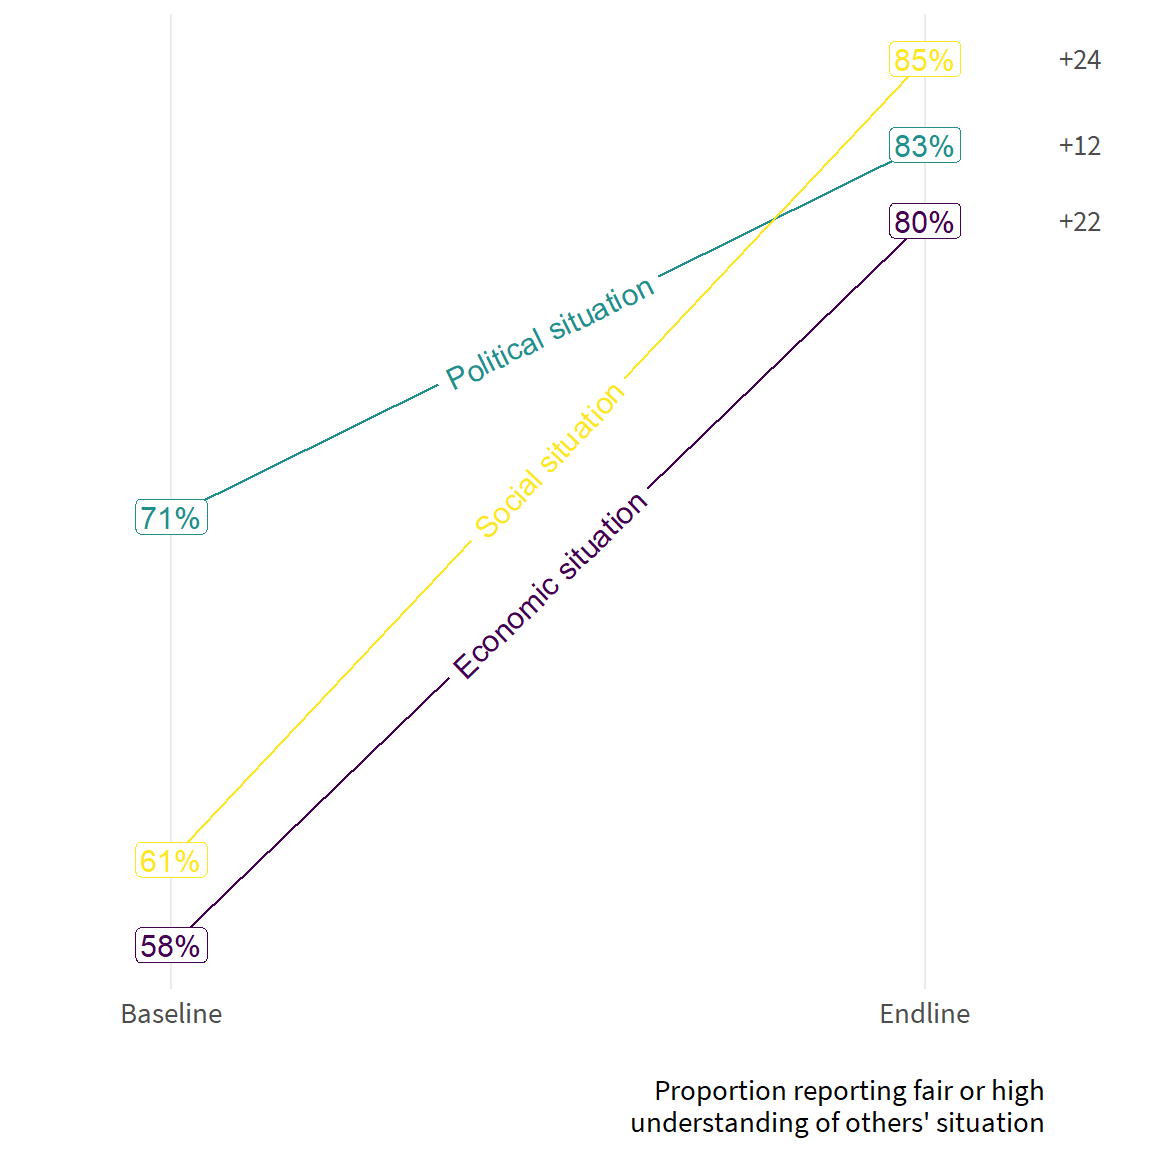 85%
+24
83%
+12
80%
+22
Political situation
Social situation
Economic situation
71%
61%
58%
Baseline
Endline
Proportion reporting fair or high
understanding of others' situation